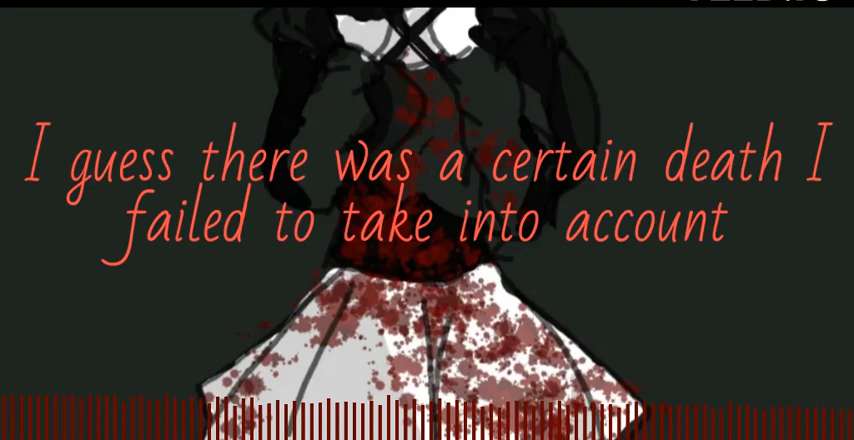 I guess there was a certain death I
failed to take into account